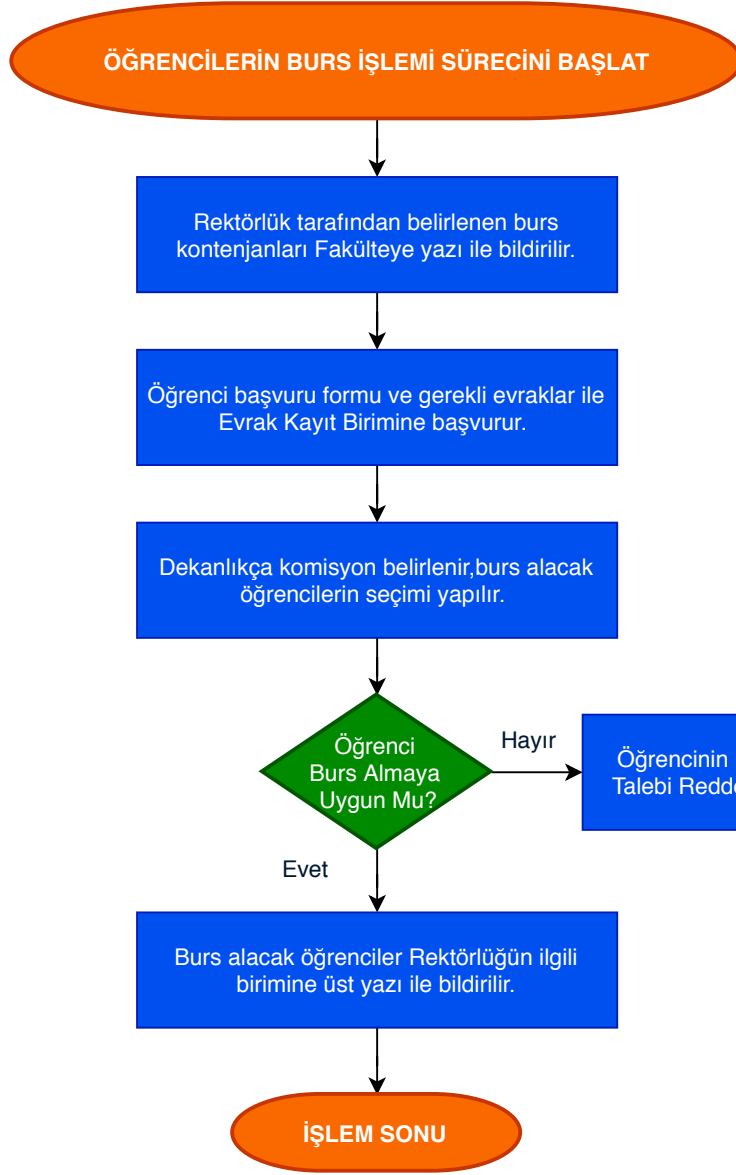 ÖĞRENCİLERİN BURS İŞLEMİ SÜRECİNİ BAŞLAT
Rektörlük tarafından belirlenen burs
kontenjanları Fakülteye yazı ile bildirilir.
Öğrenci başvuru formu ve gerekli evraklar ile
Evrak Kayıt Birimine başvurur.
Dekanlıkça komisyon belirlenir,burs alacak
öğrencilerin seçimi yapılır.
Öğrenci
Burs Almaya
Uygun Mu?
Hayır
Öğrencinin
Talebi
Evet
Burs alacak öğrenciler Rektörlüğün ilgili
birimine üst yazı ile bildirilir.
İŞLEM SONU